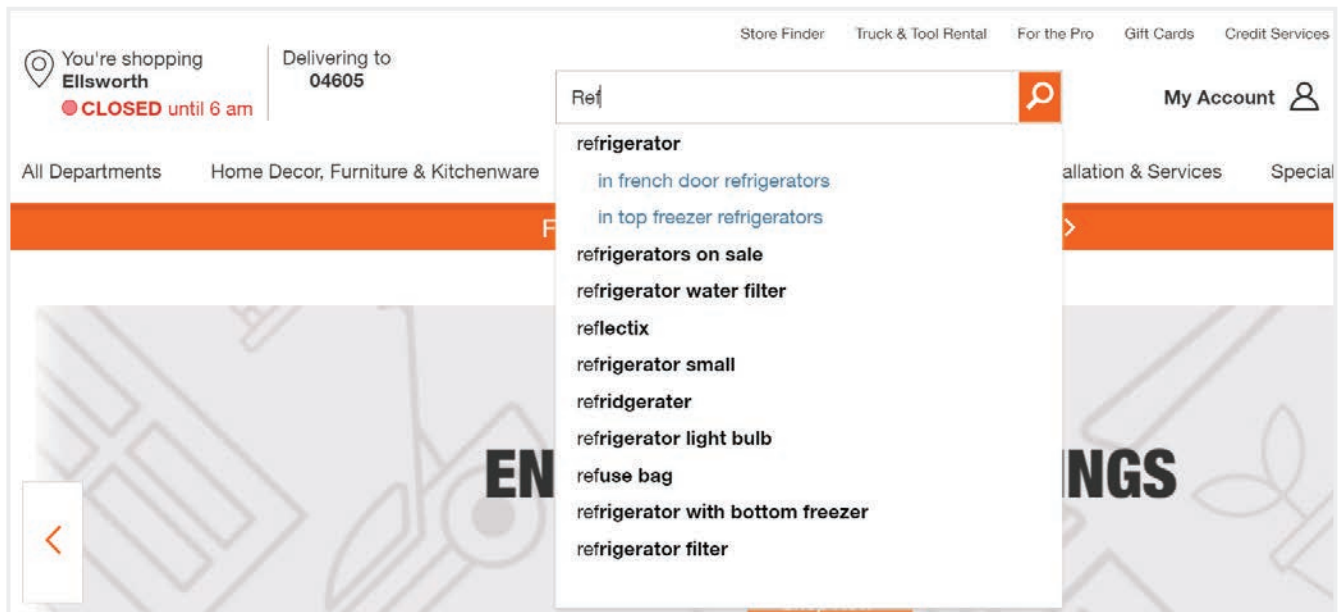 Store Finder Truck & Tool Rental For the Pro Gift Cards Credit Services
You're shopping
Ellsworth
CLOSED until 6 am
Delivering to
04605
Ref
My Account
All Departments Home Decor, Furniture & Kitchenware & Services Special
refrigerator
in french door refrigerators
in top freezer refrigerators
refrigerators on sale
refrigerator water filter
reflectix
refrigerator small
refridgerater
refrigerator light bulb
refuse bag
refrigerator with bottom freezer
refrigerator filter
F
EN NGS